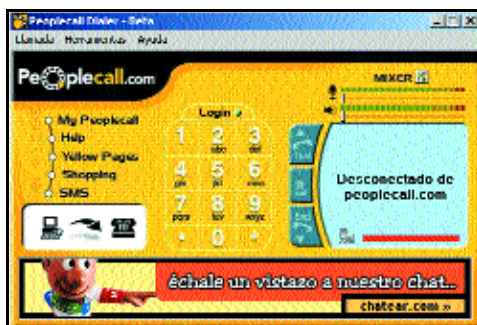 Peoplecall Dialer - Beta
Llamada Herramientas Ayuda
Peoplecall.com
My Peoplecall
Help
Yellow Pages
Shopping
SMS
Login
1 2 3
abc def
4 5 6
ghi jkl mno
7 8 9
pqrs tuv wxyz
* 0
MIXER
Desconectado de
peoplecall.com
échale un vistazo a nuestro chat...
chatear.com »